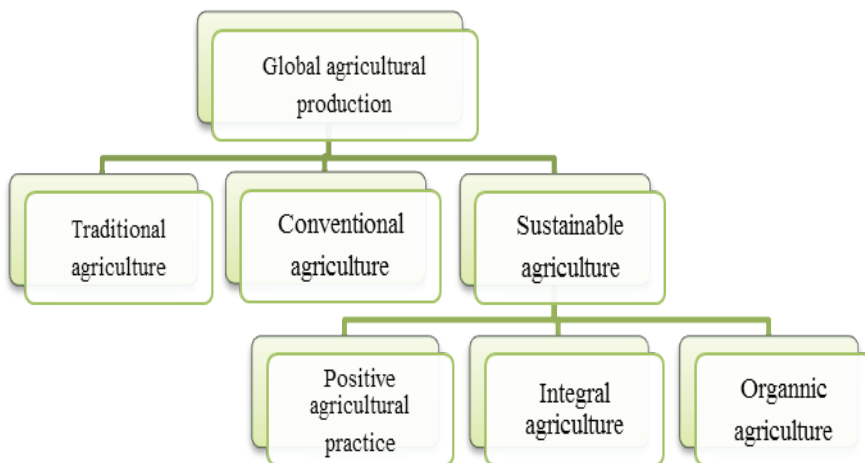 Global agricultural
production
Traditional
agriculture
Conventional
agriculture
Sustainable
agriculture
Positive
agricultural
practice
Integral
agriculture
Organnic
agriculture